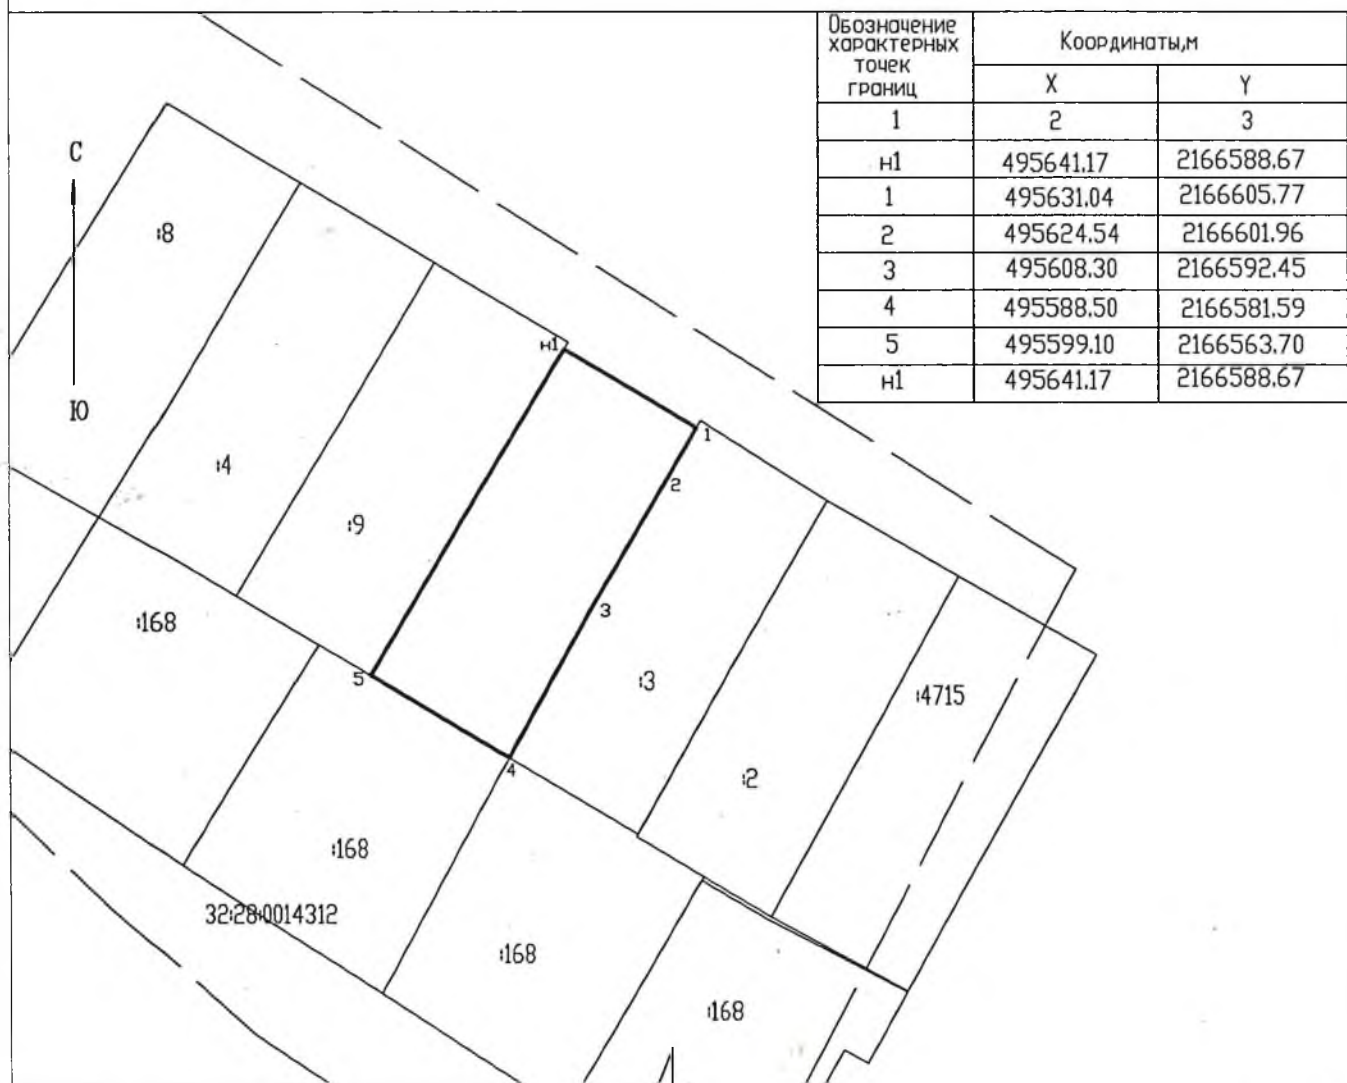 Обозначение характерных точек границ
Координаты,м
X Y
1 2 3
н1 495641.17 2166588.67
1 495631.04 2166605.77
2 495624.54 2166601.96
3 495608.30 2166592.45
4 495588.50 2166581.59
5 495599.10 2166563.70
н1 495641.17 2166588.67
С
Ю
:8
:4
:9
н1
1
2
3
4
5
:168
:3
:4715
:2
:168
32:28:0014312
:168
:168